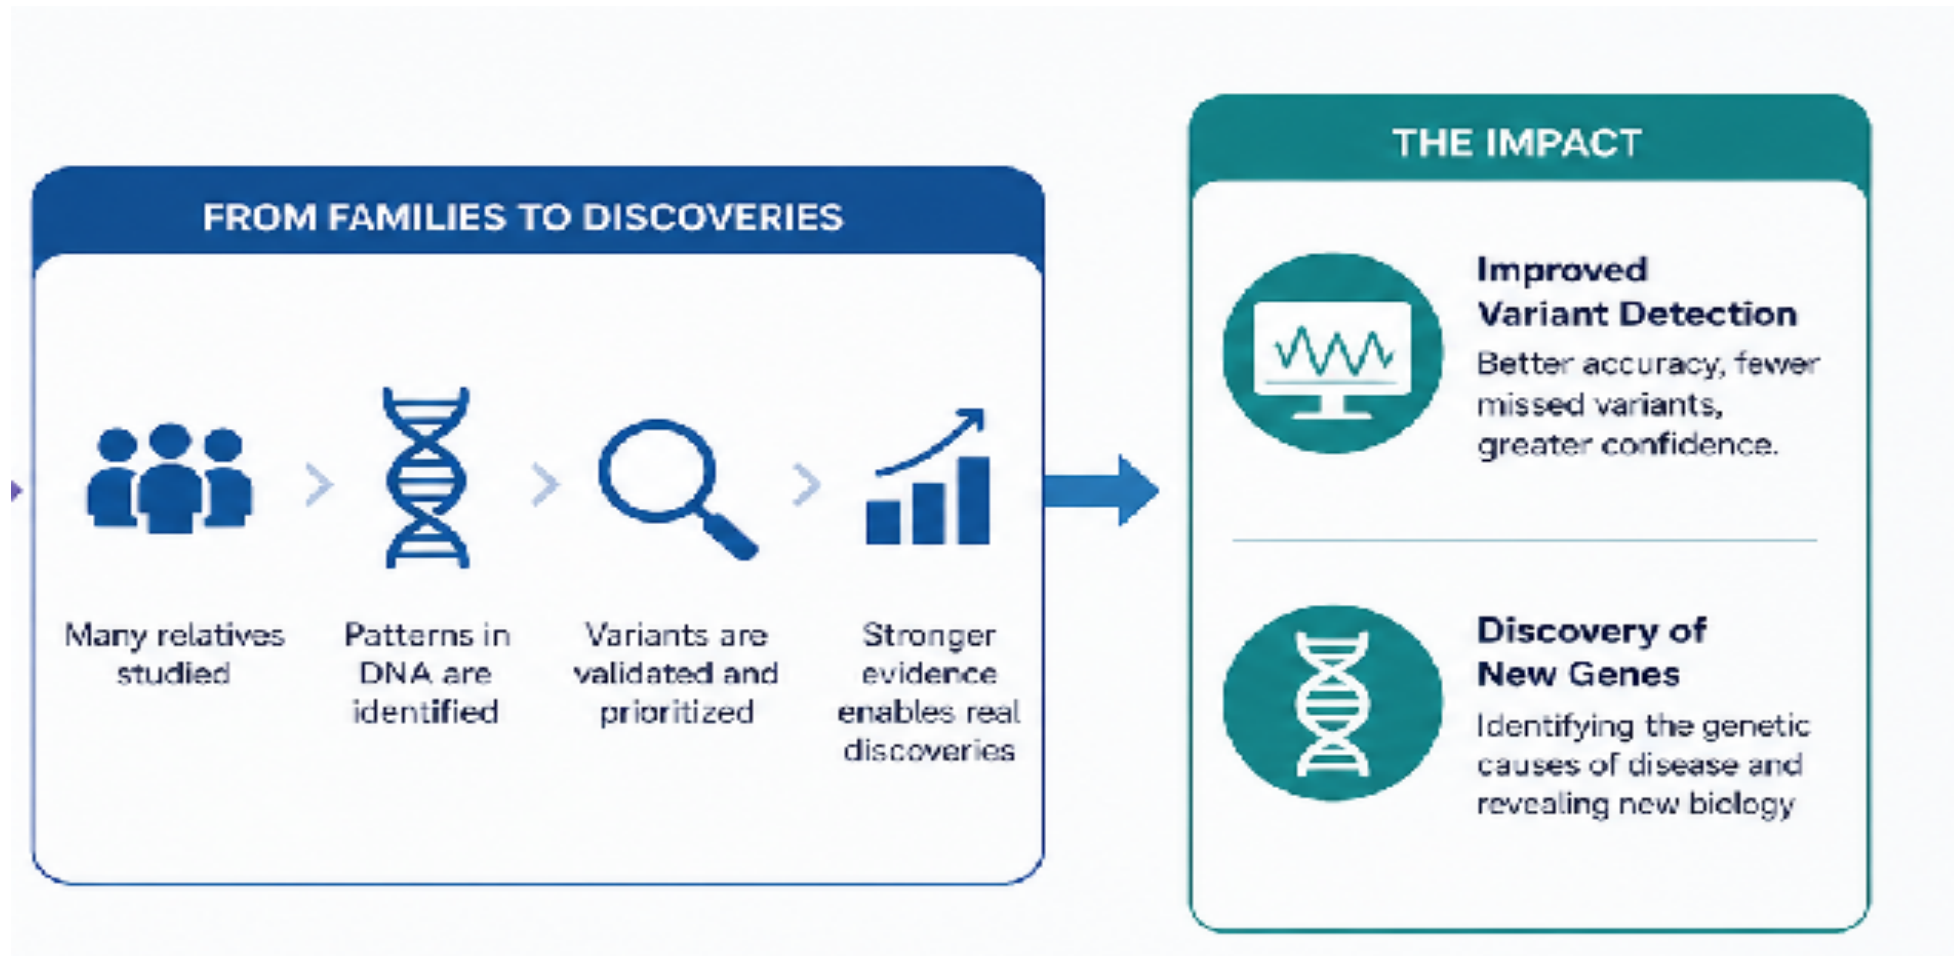 FROM FAMILIES TO DISCOVERIES
Many relatives
studied
Patterns in
DNA are
identified
Variants are
validated and
prioritized
Stronger
evidence
enables real
discoveries
THE IMPACT
Improved
Variant Detection
Better accuracy, fewer
missed variants,
greater confidence.
Discovery of
New Genes
Identifying the genetic
causes of disease and
revealing new biology